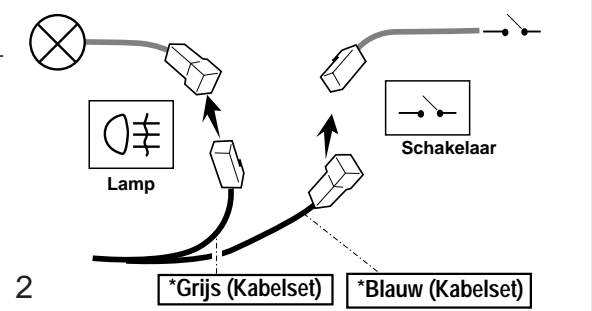 Schakelaar
Lamp
2
*Grijs (Kabelset)
*Blauw (Kabelset)